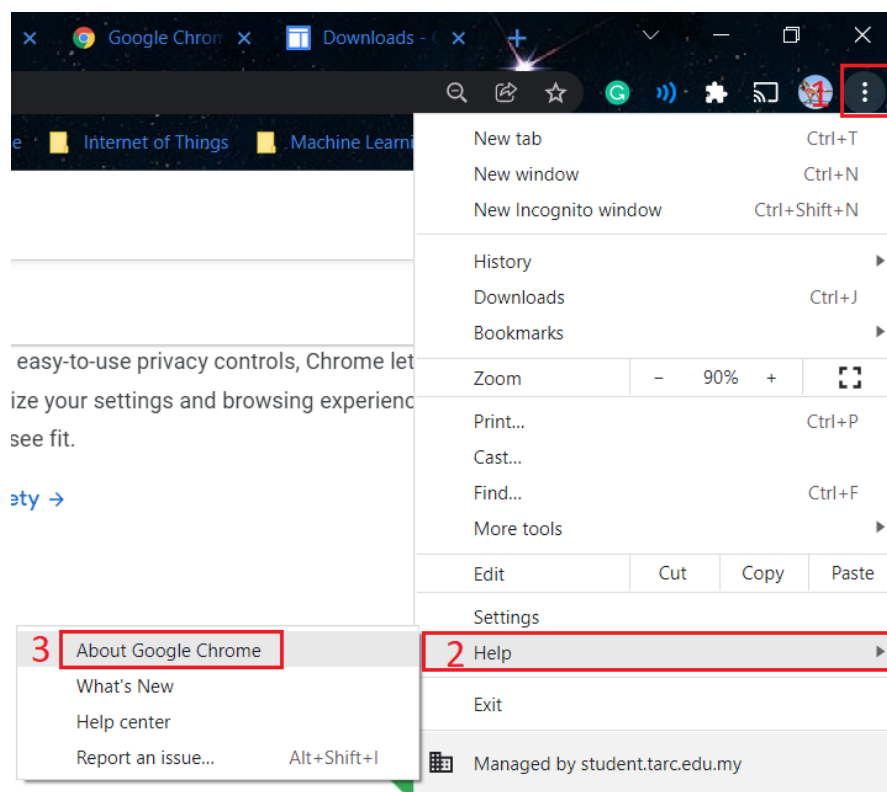 Google Chrom
Downloads - G
1
e
Internet of Things
Machine Learni
New tab Ctrl+T
New window Ctrl+N
New Incognito window Ctrl+Shift+N
History
Downloads Ctrl+J
Bookmarks
easy-to-use privacy controls, Chrome let
Zoom - 90% +
ize your settings and browsing experienc
Print... Ctrl+P
see fit.
Cast...
ety →
Find... Ctrl+F
More tools
Edit Cut Copy Paste
Settings
2 Help
3 About Google Chrome
What's New
Help center
Report an issue... Alt+Shift+I
Exit
Managed by student.tarc.edu.my